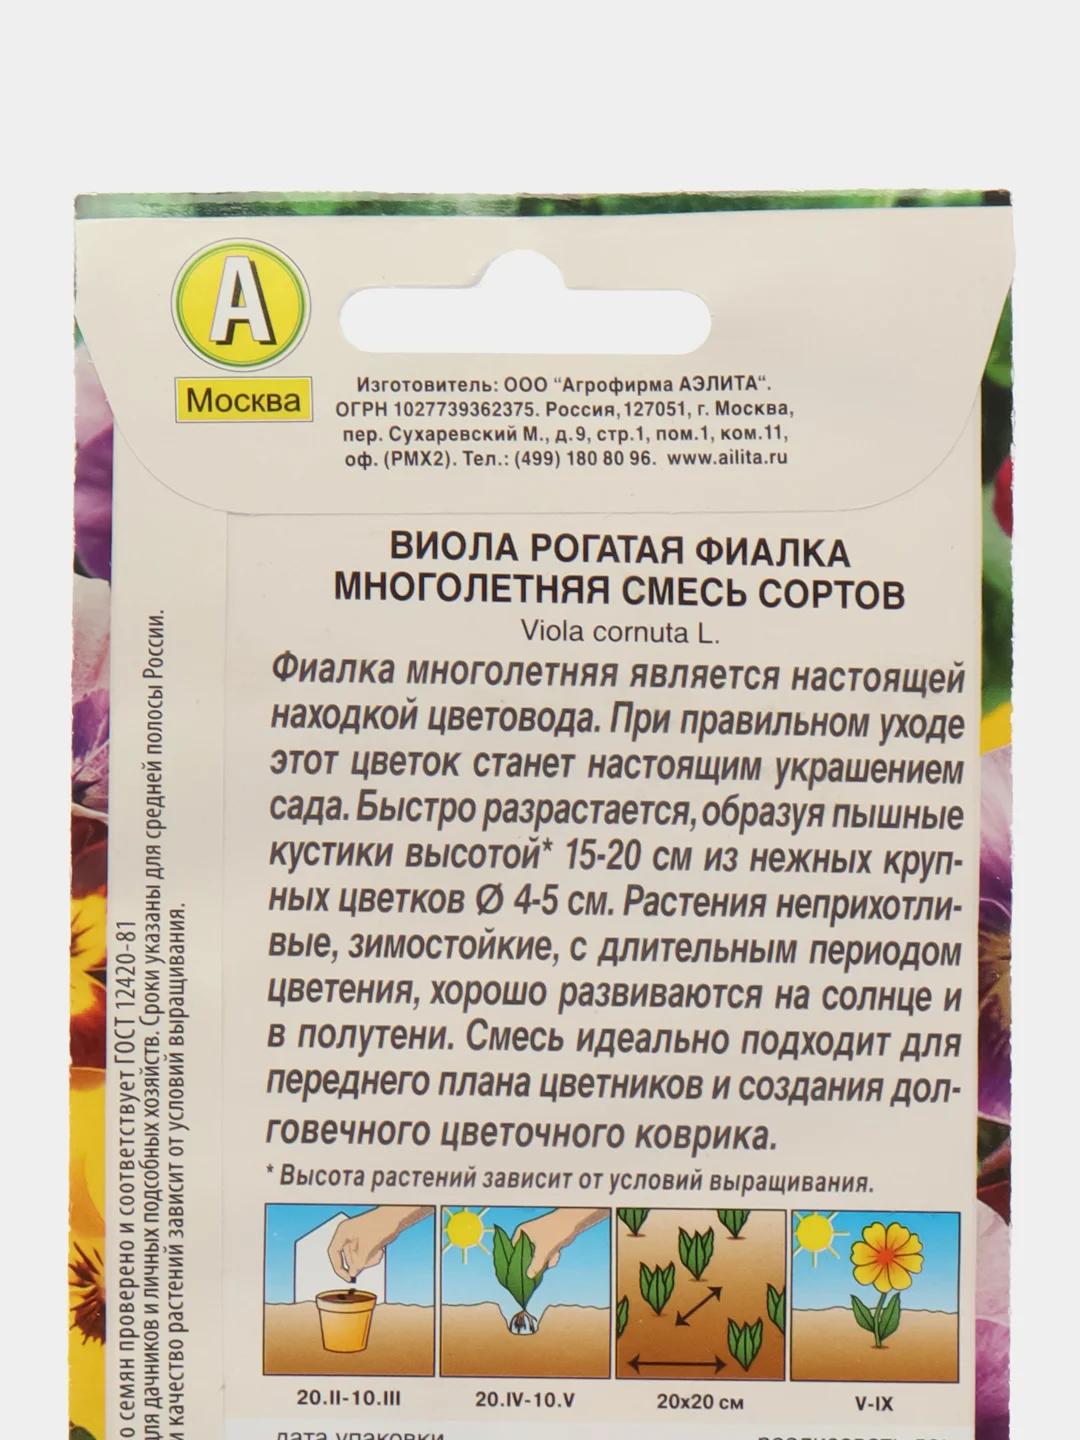 А
Москва
Изготовитель: ООО “Агрофирма АЭЛИТА“.
ОГРН 1027739362375. Россия,127051, г. Москва,
пер. Сухаревский М., д.9, стр.1, пом.1, ком.11,
оф. (РМХ2). Тел.: (499) 180 80 96. www.ailita.ru
ВИОЛА РОГАТАЯ ФИАЛКА
МНОГОЛЕТНЯЯ СМЕСЬ СОРТОВ
Viola cornuta L.
Фиалка многолетняя является настоящей
находкой цветовода. При правильном уходе
этот цветок станет настоящим украшением
сада. Быстро разрастается, образуя пышные
кустики высотой* 15-20 см из нежных круп-
ных цветков Ø 4-5 см. Растения неприхотли-
вые, зимостойкие, с длительным периодом
цветения, хорошо развиваются на солнце и
в полутени. Смесь идеально подходит для
переднего плана цветников и создания дол-
говечного цветочного коврика.
* Высота растений зависит от условий выращивания.
20.II-10.III
20.IV-10.V
20х20 см
V-IX
дата упаковки
о семян проверено и соответствует ГОСТ 12420-81
для дачников и личных подсобных хозяйств. Сроки указаны для средней полосы России.
и качество растений зависит от условий выращивания.